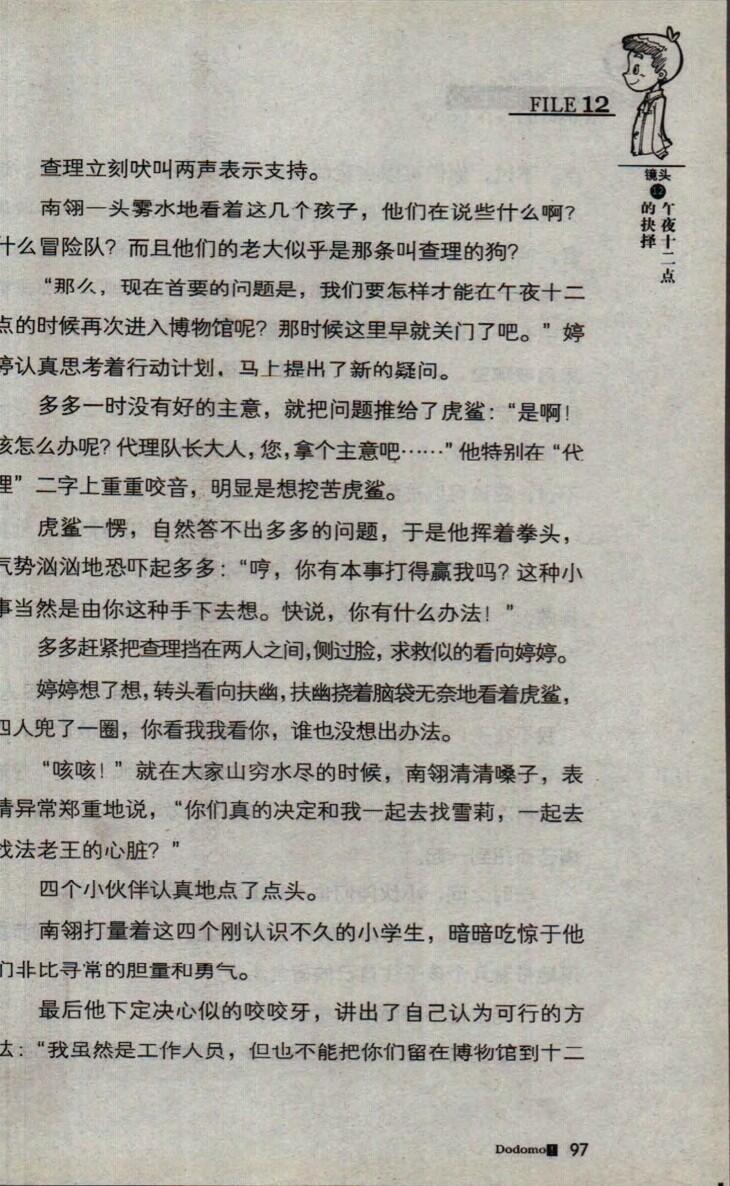 FILE 12
镜头
12
午夜十二点
的抉择
查理立刻吠叫两声表示支持。
南翎一头雾水地看着这几个孩子，他们在说些什么啊？
什么冒险队？而且他们的老大似乎是那条叫查理的狗？
“那么，现在首要的问题是，我们要怎样才能在午夜十二
点的时候再次进入博物馆呢？那时候这里早就关门了吧。”婷
婷认真思考着行动计划，马上提出了新的疑问。
多多一时没有好的主意，就把问题推给了虎鲨：“是啊！
该怎么办呢？代理队长大人，您，拿个主意吧……”他特别在“代
理”二字上重重咬音，明显是想挖苦虎鲨。
虎鲨一愣，自然答不出多多的问题，于是他挥着拳头，
气势汹汹地恐吓起多多：“哼，你有本事打得赢我吗？这种小
事当然是由你这种手下去想。快说，你有什么办法！”
多多赶紧把查理挡在两人之间，侧过脸，求救似的看向婷婷。
婷婷想了想，转头看向扶幽，扶幽挠着脑袋无奈地看着虎鲨，
四人兜了一圈，你看我我看你，谁也没想出办法。
“咳咳！”就在大家山穷水尽的时候，南翎清清嗓子，表
情异常郑重地说，“你们真的决定和我一起去找雪莉，一起去
找法老王的心脏？”
四个小伙伴认真地点了点头。
南翎打量着这四个刚认识不久的小学生，暗暗吃惊于他
们非比寻常的胆量和勇气。
最后他下定决心似的咬咬牙，讲出了自己认为可行的方
法：“我虽然是工作人员，但也不能把你们留在博物馆到十二
Dodomo! 97